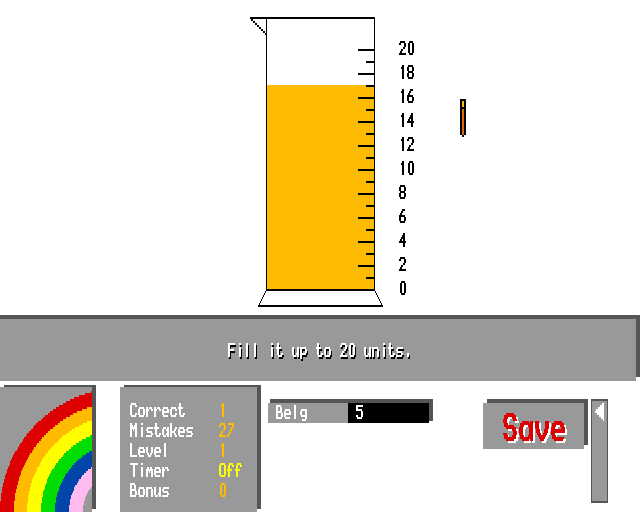 20
18
16
14
12
10
8
6
4
2
0
Fill it up to 20 units.
Correct 1
Mistakes 27
Level 1
Timer Off
Bonus 0
Belg 5
Save